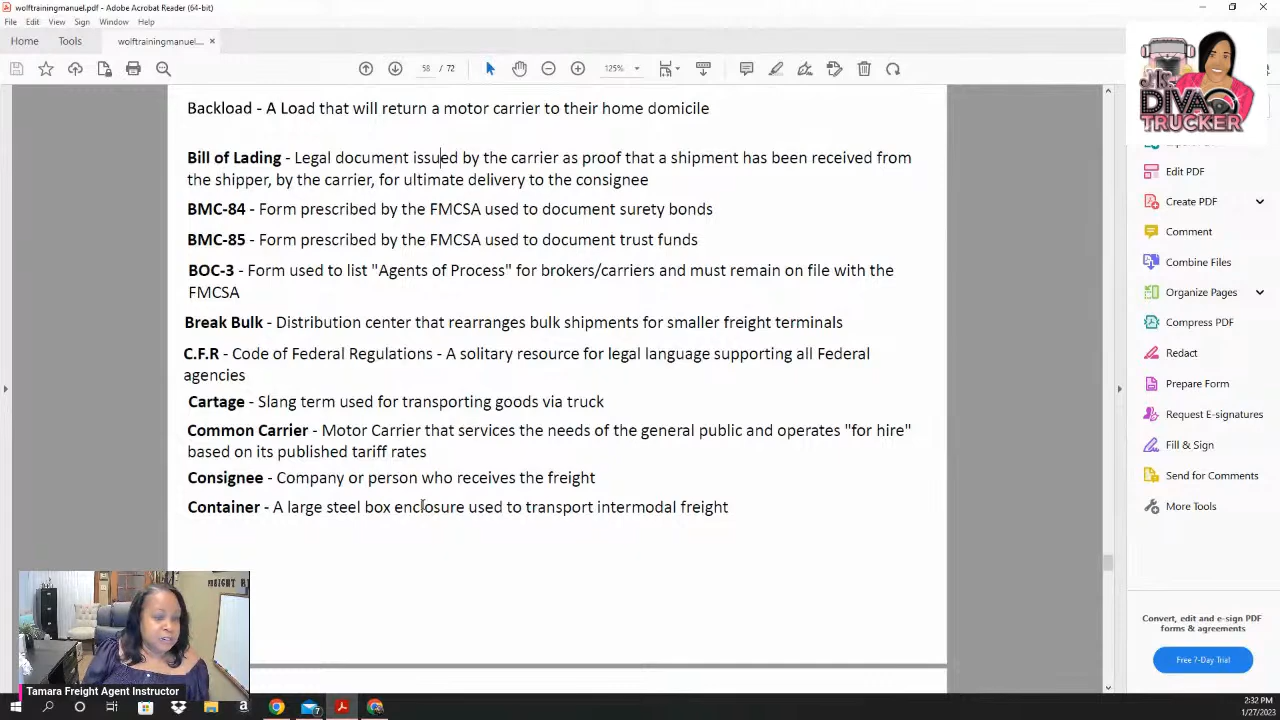 wolftrainingmanuel.pdf - Adobe Acrobat Reader (64-bit)
File Edit View Sign Window Help
Home Tools wolftrainingmanuel...
58 125%
Backload - A Load that will return a motor carrier to their home domicile
Bill of Lading - Legal document issued by the carrier as proof that a shipment has been received from
the shipper, by the carrier, for ultimate delivery to the consignee
BMC-84 - Form prescribed by the FMCSA used to document surety bonds
BMC-85 - Form prescribed by the FMCSA used to document trust funds
BOC-3 - Form used to list "Agents of Process" for brokers/carriers and must remain on file with the
FMCSA
Break Bulk - Distribution center that rearranges bulk shipments for smaller freight terminals
C.F.R - Code of Federal Regulations - A solitary resource for legal language supporting all Federal
agencies
Cartage - Slang term used for transporting goods via truck
Common Carrier - Motor Carrier that services the needs of the general public and operates "for hire"
based on its published tariff rates
Consignee - Company or person who receives the freight
Container - A large steel box enclosure used to transport intermodal freight
DIVA
TRUCKER
Edit PDF
Create PDF
Comment
Combine Files
Organize Pages
Compress PDF
Redact
Prepare Form
Request E-signatures
Fill & Sign
Send for Comments
More Tools
Convert, edit and e-sign PDF
forms & agreements
Free 7-Day Trial
Tamara Freight Agent Instructor
7
2:32 PM
1/27/2023